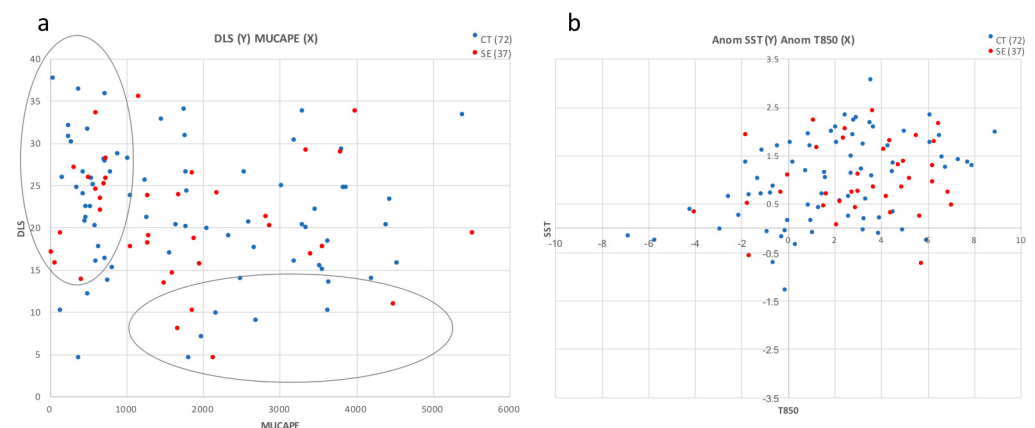 a
DLS (Y) MUCAPE (X)
CT (72)
SE (37)
40
35
30
25
20
15
10
5
0
DLS
0 1000 2000 3000 4000 5000 6000
MUCAPE
b
Anom SST (Y) Anom T850 (X)
CT (72)
SE (37)
3.5
2.5
1.5
0.5
-0.5
-1.5
-2.5
-3.5
SST
-10 -8 -6 -4 -2 0 2 4 6 8 10
T850